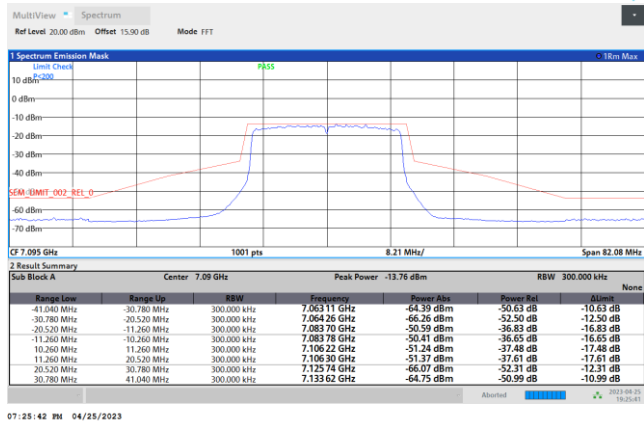 MultiView Spectrum
Ref Level 20.00 dBm Offset 15.90 dB Mode FFT
1 Spectrum Emission Mask 1Rm Max
Limit Check PASS
P<200
10 dBm
0 dBm
-10 dBm
-20 dBm
-30 dBm
-40 dBm
SEM_LIMIT_002_REL_0
-60 dBm
-70 dBm
CF 7.095 GHz 1001 pts 8.21 MHz/ Span 82.08 MHz
2 Result Summary
Sub Block A Center 7.09 GHz Peak Power -13.76 dBm RBW 300.000 kHz
None
Range Low Range Up RBW Frequency Power Abs Power Rel ΔLimit
-41.040 MHz -30.780 MHz 300.000 kHz 7.06311 GHz -64.39 dBm -50.63 dB -10.63 dB
-30.780 MHz -20.520 MHz 300.000 kHz 7.06426 GHz -66.26 dBm -52.50 dB -12.50 dB
-20.520 MHz -11.260 MHz 300.000 kHz 7.08370 GHz -50.59 dBm -36.83 dB -16.83 dB
-11.260 MHz -10.260 MHz 300.000 kHz 7.08378 GHz -50.41 dBm -36.65 dB -16.65 dB
10.260 MHz 11.260 MHz 300.000 kHz 7.10622 GHz -51.24 dBm -37.48 dB -17.48 dB
11.260 MHz 20.520 MHz 300.000 kHz 7.10630 GHz -51.37 dBm -37.61 dB -17.61 dB
20.520 MHz 30.780 MHz 300.000 kHz 7.12574 GHz -66.07 dBm -52.31 dB -12.31 dB
30.780 MHz 41.040 MHz 300.000 kHz 7.13362 GHz -64.75 dBm -50.99 dB -10.99 dB
Aborted 2023-04-25
19:25:41
07:25:42 PM 04/25/2023